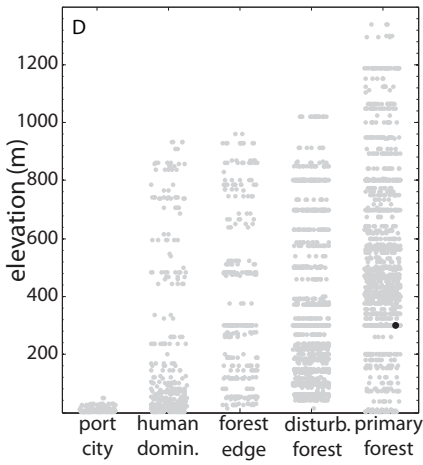 D
1200
1000
800
600
400
200
elevation (m)
port human forest disturb. primary
city domin. edge forest forest